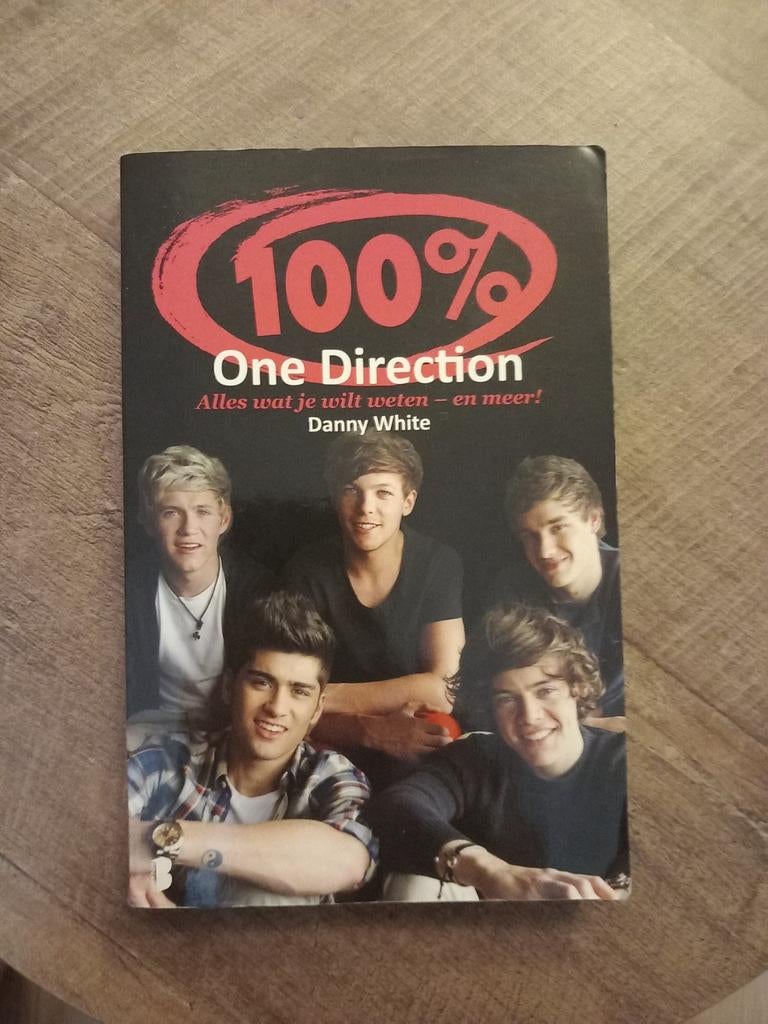 100%
One Direction
Alles wat je wilt weten – en meer!
Danny White
B